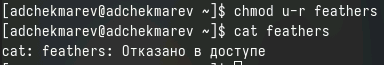 [adchekmarev@adchekmarev ~]$ chmod u-r feathers
[adchekmarev@adchekmarev ~]$ cat feathers
cat: feathers: Отказано в доступе